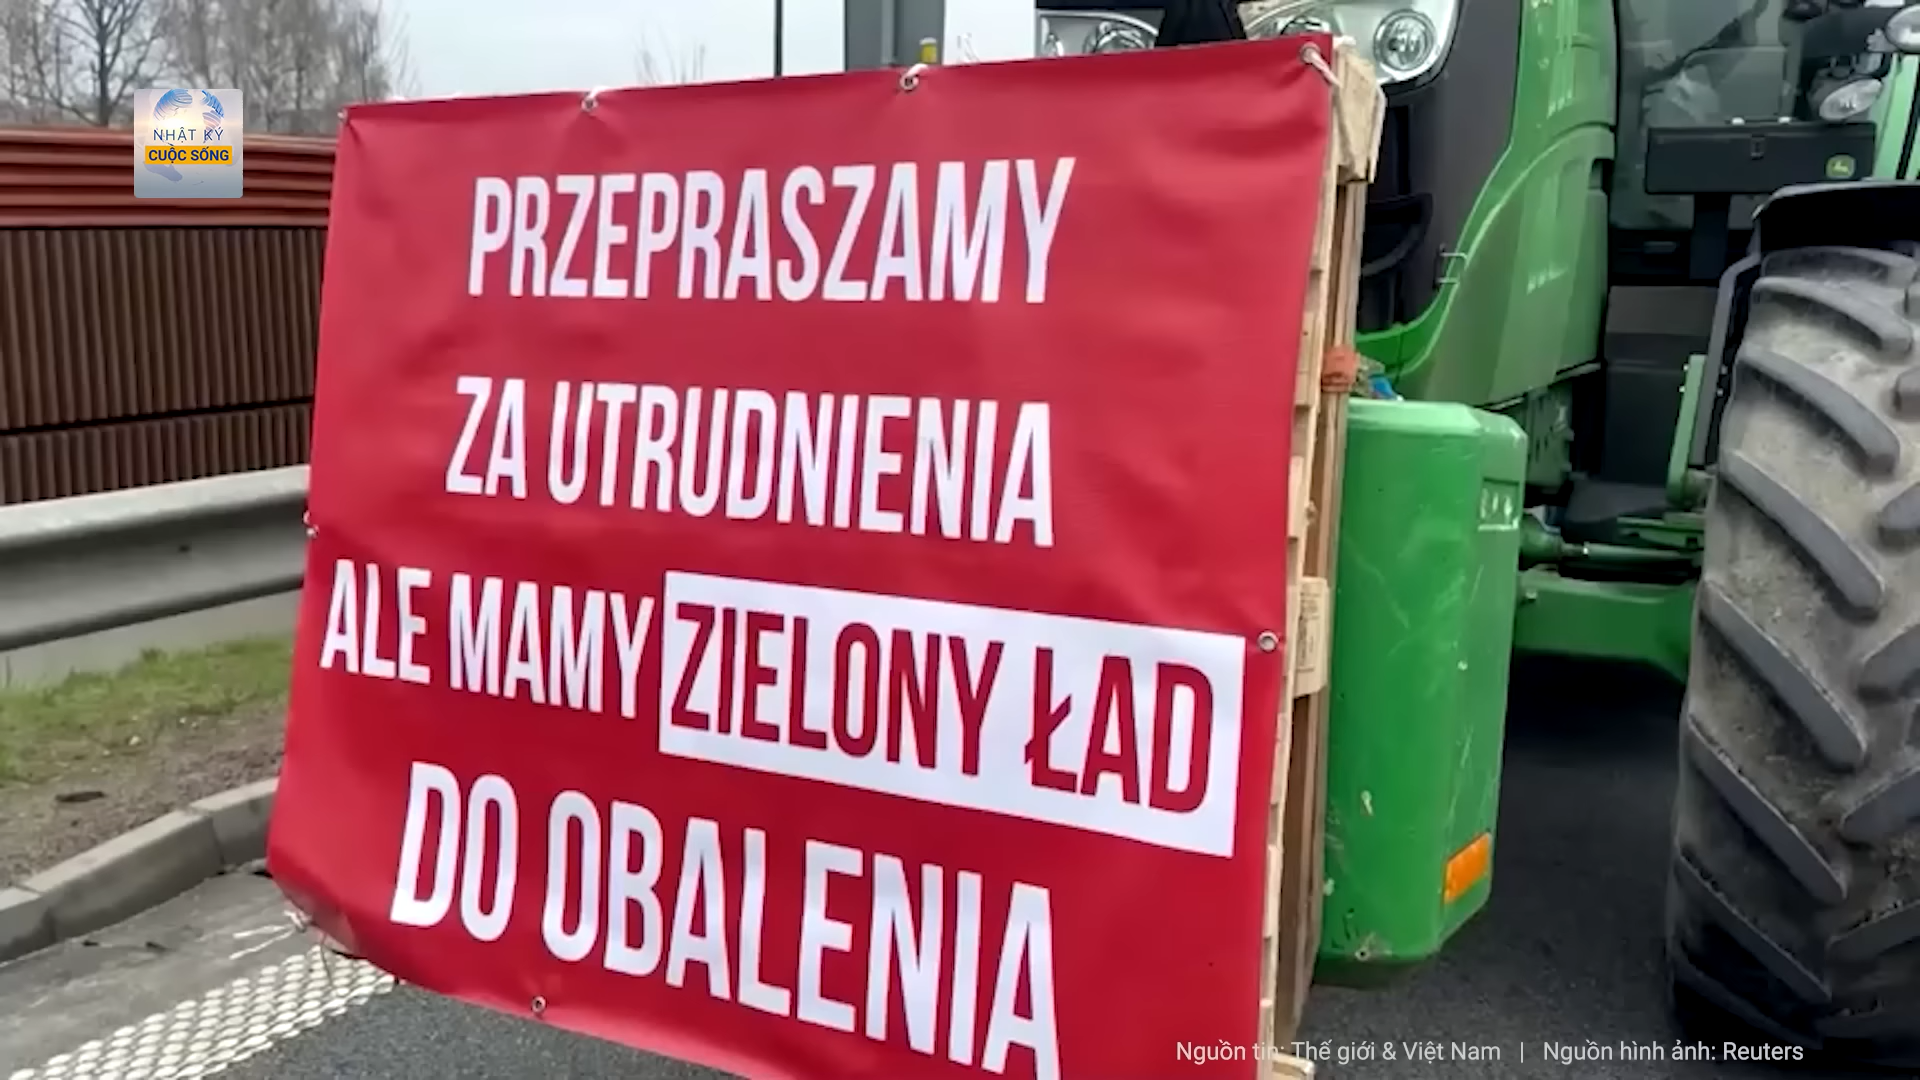 NHẬT KÝ
CUỘC SỐNG
PRZEPRASZAMY
ZA UTRUDNIENIA
ALE MAMY ZIELONY ŁAD
DO OBALENIA
Nguồn tin: Thế giới & Việt Nam | Nguồn hình ảnh: Reuters